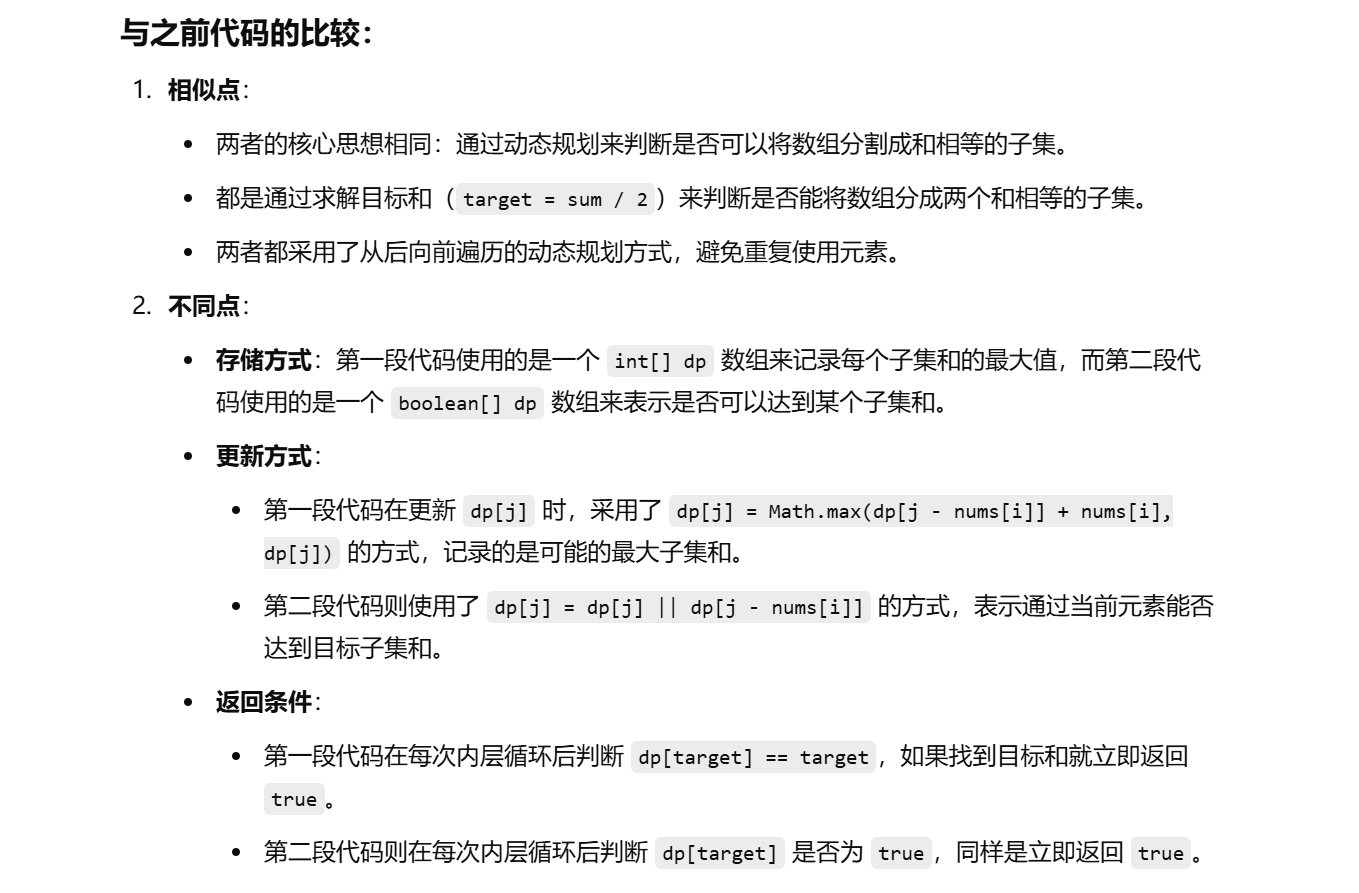 与之前代码的比较：
1. 相似点：
• 两者的核心思想相同：通过动态规划来判断是否可以将数组分割成和相等的子集。
• 都是通过求解目标和（target = sum / 2）来判断是否能将数组分成两个和相等的子集。
• 两者都采用了从后向前遍历的动态规划方式，避免重复使用元素。
2. 不同点：
• 存储方式：第一段代码使用的是一个 int[] dp 数组来记录每个子集和的最大值，而第二段代
码使用的是一个 boolean[] dp 数组来表示是否可以达到某个子集和。
• 更新方式：
• 第一段代码在更新 dp[j] 时，采用了 dp[j] = Math.max(dp[j - nums[i]] + nums[i],
dp[j]) 的方式，记录的是可能的最大子集和。
• 第二段代码则使用了 dp[j] = dp[j] || dp[j - nums[i]] 的方式，表示通过当前元素能否
达到目标子集和。
• 返回条件：
• 第一段代码在每次内层循环后判断 dp[target] == target，如果找到目标和就立即返回
true。
• 第二段代码则在每次内层循环后判断 dp[target] 是否为 true，同样是立即返回 true。